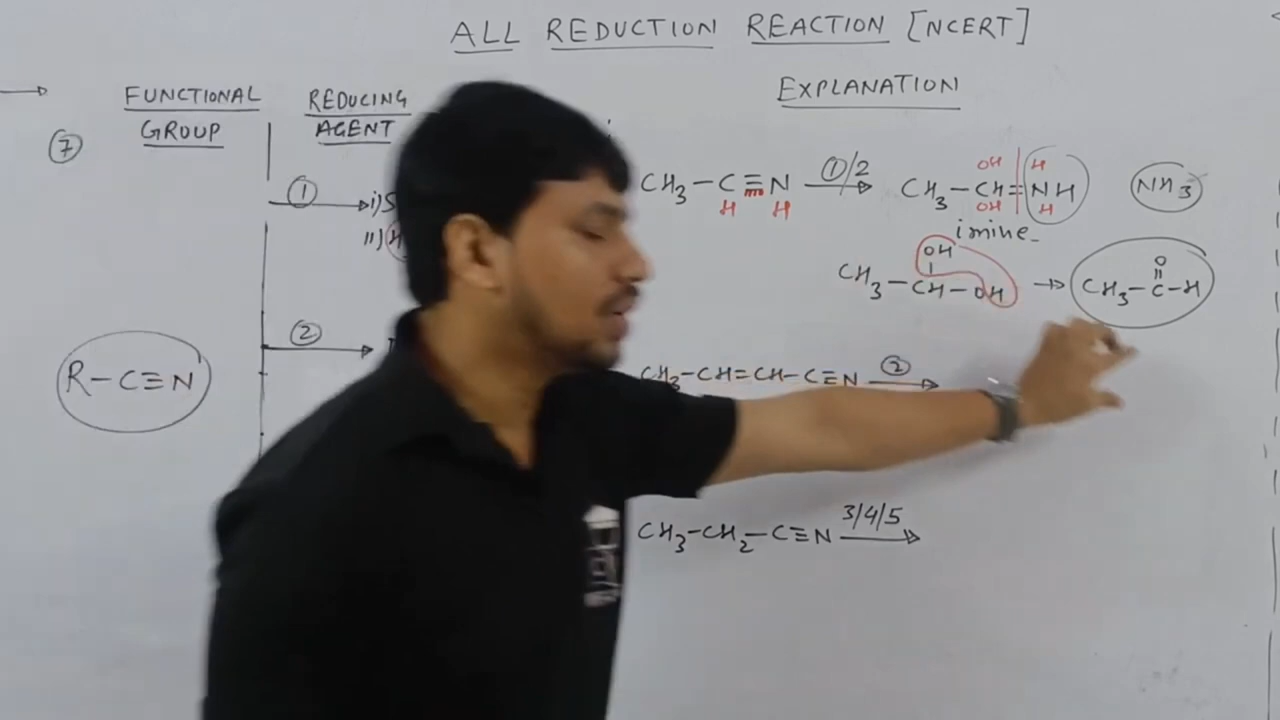 ALL REDUCTION REACTION [NCERT]
FUNCTIONAL GROUP
REDUCING AGENT
EXPLANATION
⑦
①
i) S
ii) H
CH₃-C≡N ①/2 → CH₃-CH=NH NH₃
H H
OH H
OH H
imine
OH
CH₃-CH-OH → CH₃-C-H
O
②
R-C≡N
CH₃-CH=CH-C≡N ② →
CH₃-CH₂-C≡N 3/4/5 →